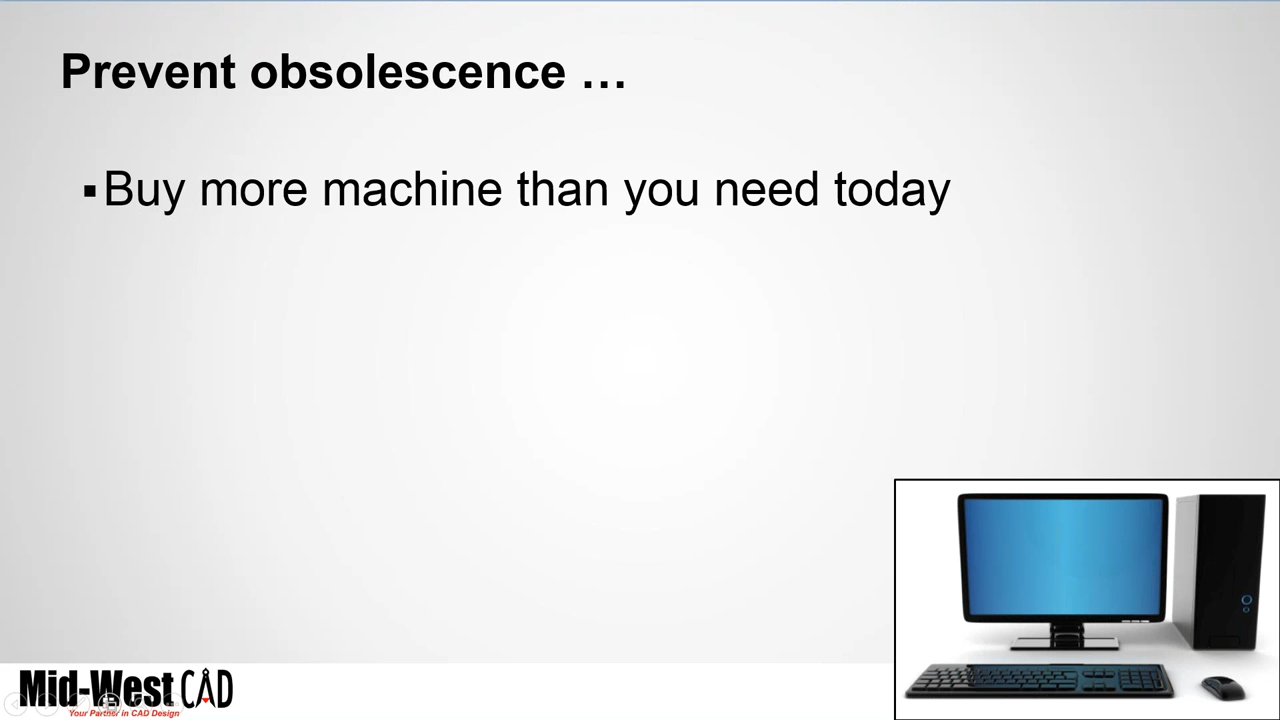 Prevent obsolescence …
▪Buy more machine than you need today
Mid-West CAD
Your Partner in CAD Design